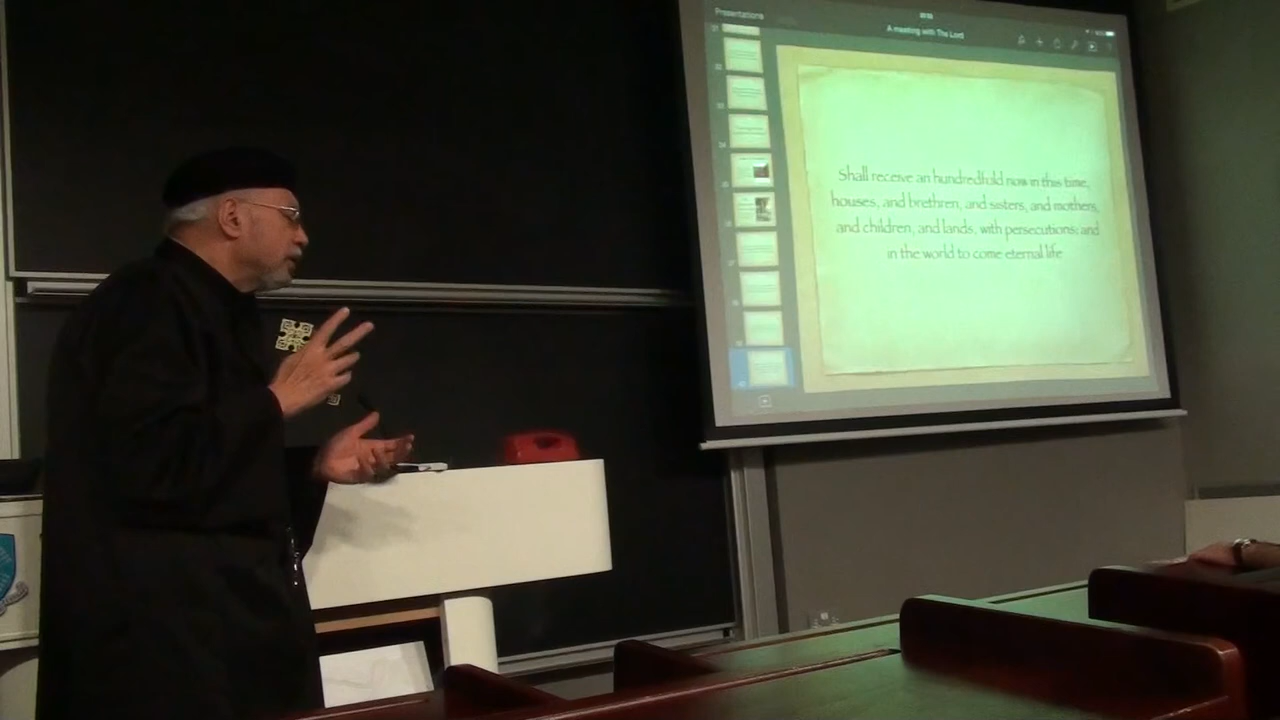 Presentations
A meeting with The Lord
Shall receive an hundredfold now in this time,
houses, and brethren, and sisters, and mothers,
and children, and lands, with persecutions; and
in the world to come eternal life